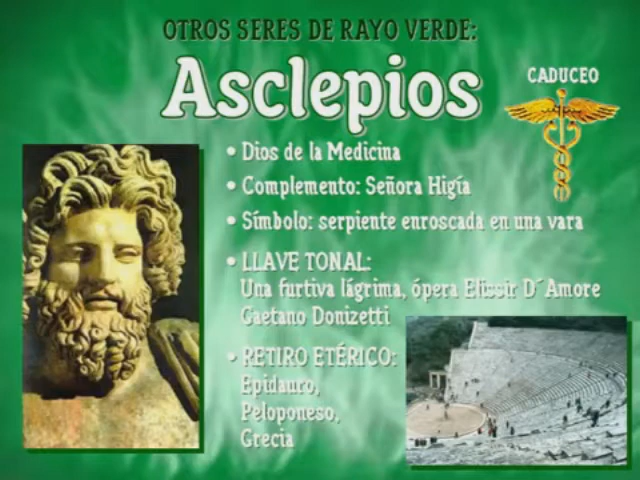 OTROS SERES DE RAYO VERDE:
Asclepios
CADUCEO
• Dios de la Medicina
• Complemento: Señora Higía
• Símbolo: serpiente enroscada en una vara
• LLAVE TONAL:
Una furtiva lágrima, ópera Elissir D´Amore
Gaetano Donizetti
• RETIRO ETÉRICO:
Epidauro,
Peloponeso,
Grecia